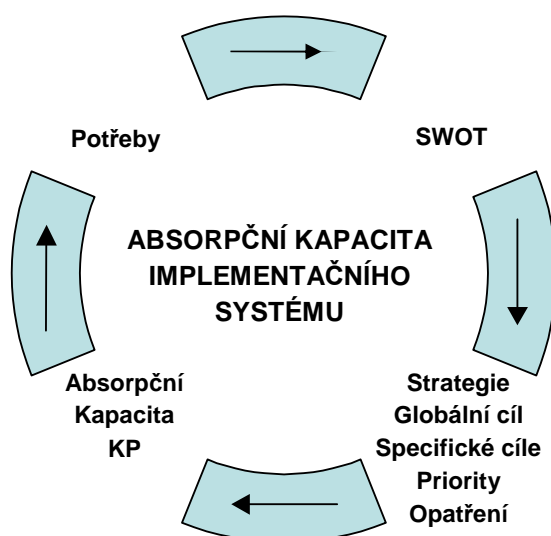 Potřeby
SWOT
ABSORPČNÍ KAPACITA
IMPLEMENTAČNÍHO
SYSTÉMU
Absorpční
Kapacita
KP
Strategie
Globální cíl
Specifické cíle
Priority
Opatření